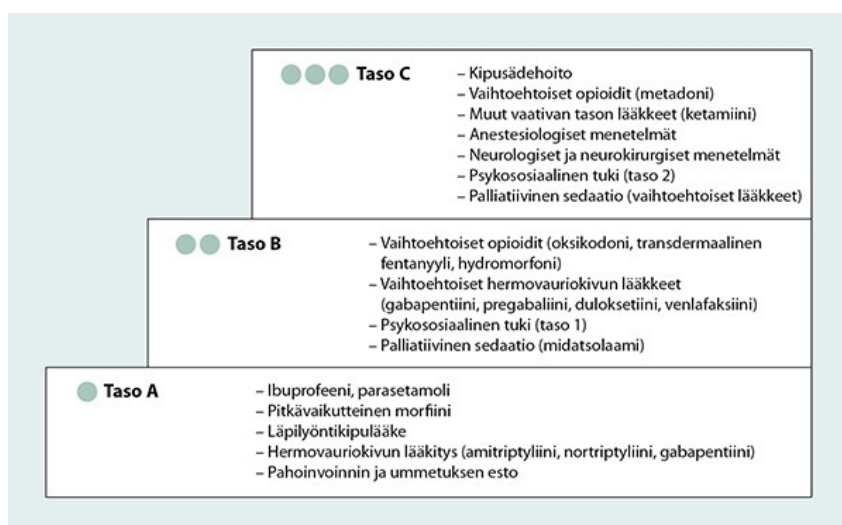 Taso C
– Kipusädehoito
– Vaihtoehtoiset opioidit (metadoni)
– Muut vaativan tason lääkkeet (ketamiini)
– Anestesiologiset menetelmät
– Neurologiset ja neurokirurgiset menetelmät
– Psykososiaalinen tuki (taso 2)
– Palliatiivinen sedaatio (vaihtoehtoiset lääkkeet)
Taso B
– Vaihtoehtoiset opioidit (oksikodoni, transdermaalinen
fentanyyli, hydromorfoni)
– Vaihtoehtoiset hermovauriokivun lääkkeet
(gabapentiini, pregabaliini, duloksetiini, venlafaksiini)
– Psykososiaalinen tuki (taso 1)
– Palliatiivinen sedaatio (midatsolaami)
Taso A
– Ibuprofeeni, parasetamoli
– Pitkävaikutteinen morfiini
– Läpilyöntikipulääke
– Hermovauriokivun lääkitys (amitriptyliini, nortriptyliini, gabapentiini)
– Pahoinvoinnin ja ummetuksen esto